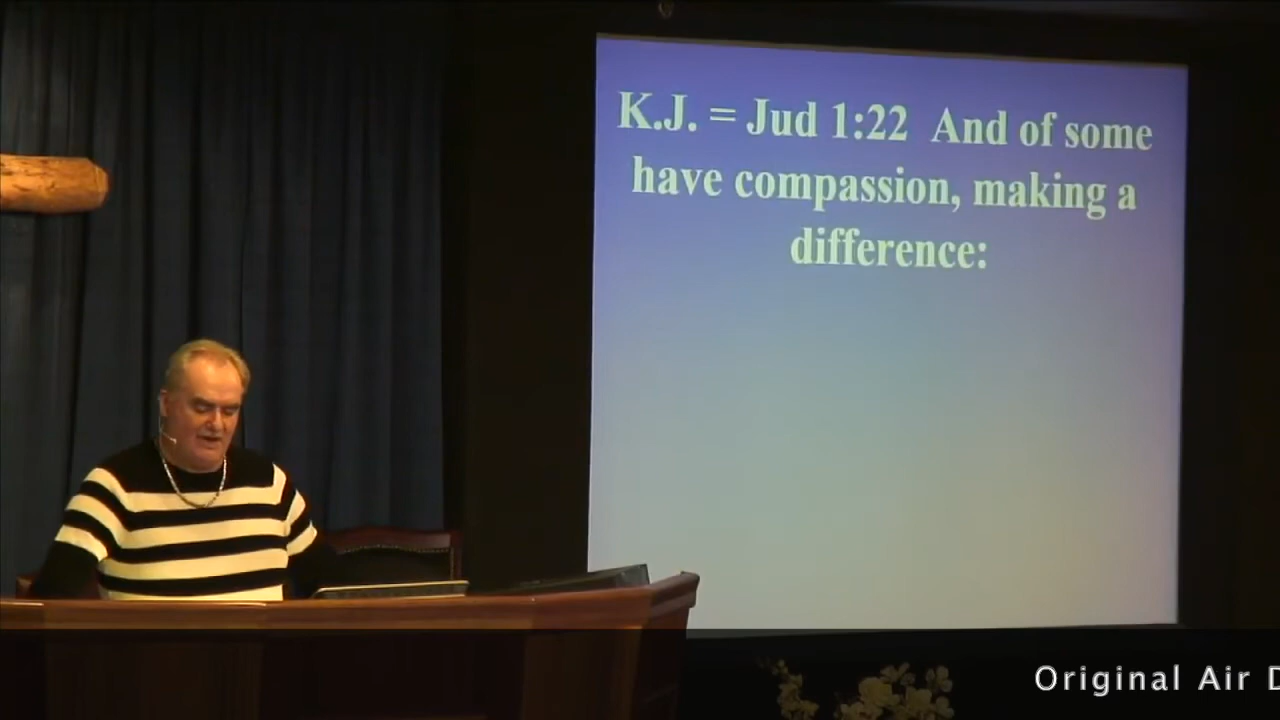 K.J. = Jud 1:22 And of some
have compassion, making a
difference:
Original Air